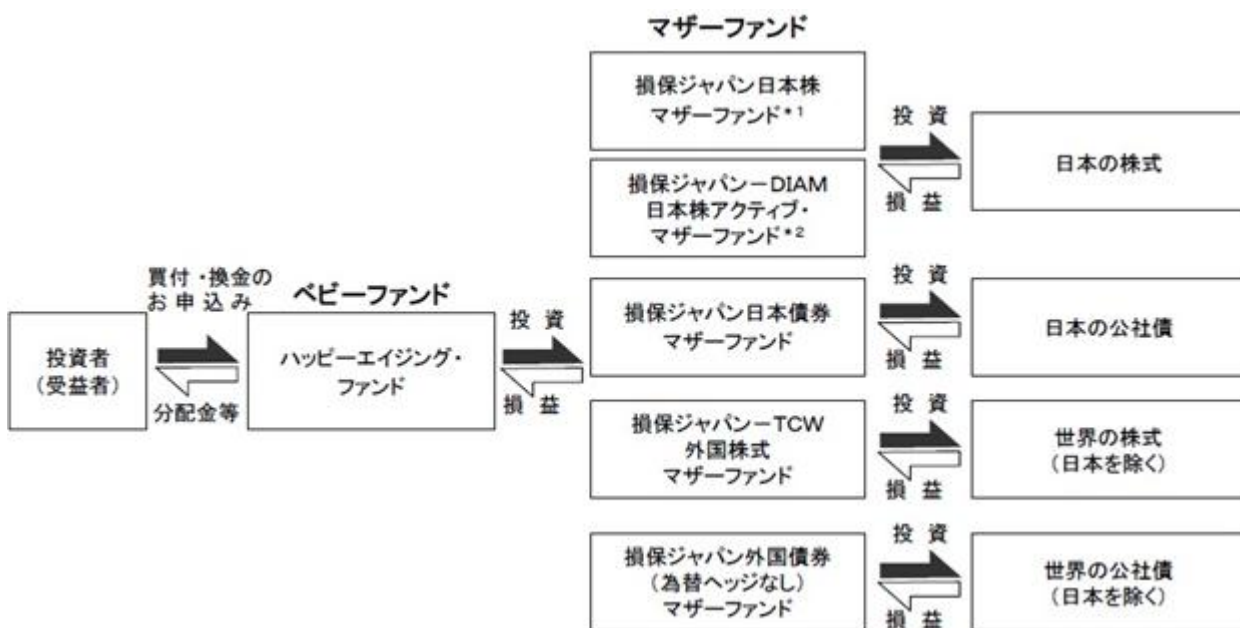 マザーファンド
損保ジャパン日本株
マザーファンド*1
損保ジャパン－DIAM
日本株アクティブ・
マザーファンド*2
投 資
損 益
日本の株式
買付・換金の
お 申 込 み
分配金等
投資者
（受益者）
ベビーファンド
ハッピーエイジング・
ファンド
投 資
損 益
損保ジャパン日本債券
マザーファンド
投 資
損 益
日本の公社債
損保ジャパン－TCW
外国株式
マザーファンド
投 資
損 益
世界の株式
（日本を除く）
損保ジャパン外国債券
（為替ヘッジなし）
マザーファンド
投 資
損 益
世界の公社債
（日本を除く）